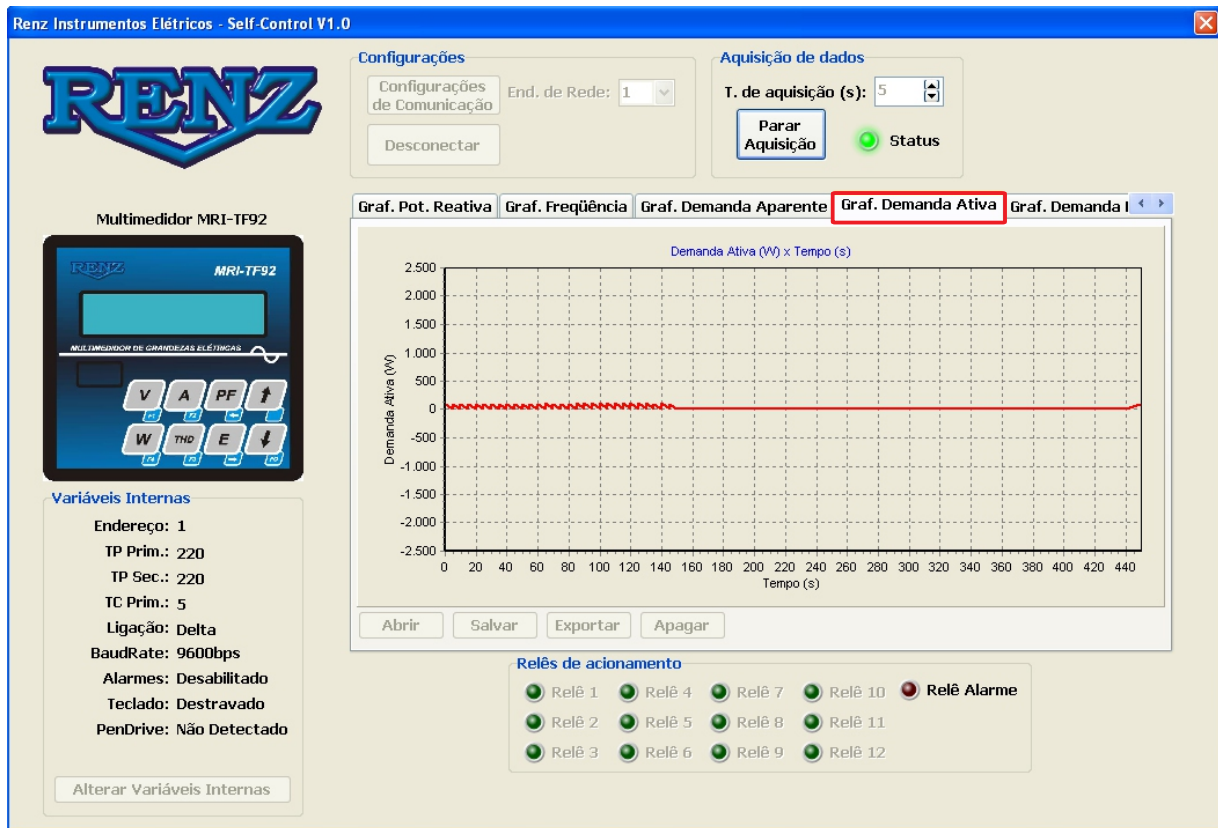 Renz Instrumentos Elétricos - Self-Control V1.0
RENZ
Configurações
Configurações
de Comunicação
End. de Rede: 1
Desconectar
Aquisição de dados
T. de aquisição (s): 5
Parar
Aquisição
Status
Multimedidor MRI-TF92
RENZ
MRI-TF92
MULTIMEDIDOR DE GRANDEZAS ELÉTRICAS
V A PF
F1 F2
W THD E
Graf. Pot. Reativa Graf. Freqüência Graf. Demanda Aparente Graf. Demanda Ativa Graf. Demanda
Demanda Ativa (W) x Tempo (s)
Demanda Ativa (W)
2.500
2.000
1.500
1.000
500
0
-500
-1.000
-1.500
-2.000
-2.500
0 20 40 60 80 100 120 140 160 180 200 220 240 260 280 300 320 340 360 380 400 420 440
Tempo (s)
Abrir Salvar Exportar Apagar
Variáveis Internas
Endereço: 1
TP Prim.: 220
TP Sec.: 220
TC Prim.: 5
Ligação: Delta
BaudRate: 9600bps
Alarmes: Desabilitado
Teclado: Destravado
PenDrive: Não Detectado
Alterar Variáveis Internas
Relês de acionamento
Relê 1 Relê 4 Relê 7 Relê 10 Relê Alarme
Relê 2 Relê 5 Relê 8 Relê 11
Relê 3 Relê 6 Relê 9 Relê 12